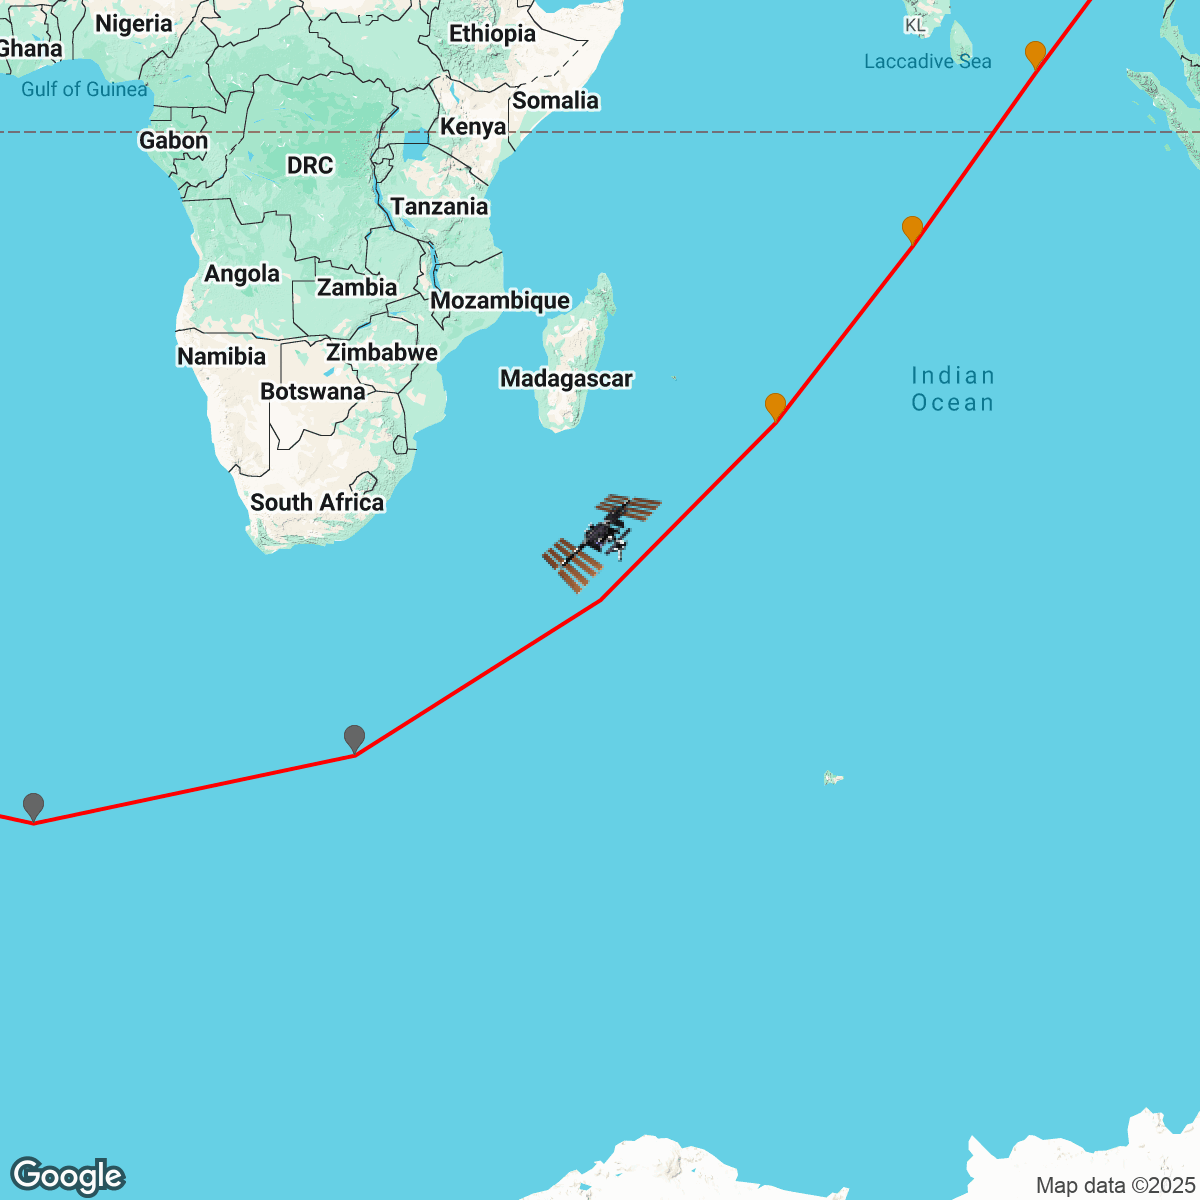 Nigeria
Ethiopia
KL
Ghana
Laccadive Sea
Gulf of Guinea
Somalia
Kenya
Gabon
DRC
Tanzania
Angola
Zambia
Mozambique
Namibia
Zimbabwe
Madagascar
Indian
Ocean
Botswana
South Africa
Google
Map data ©2025